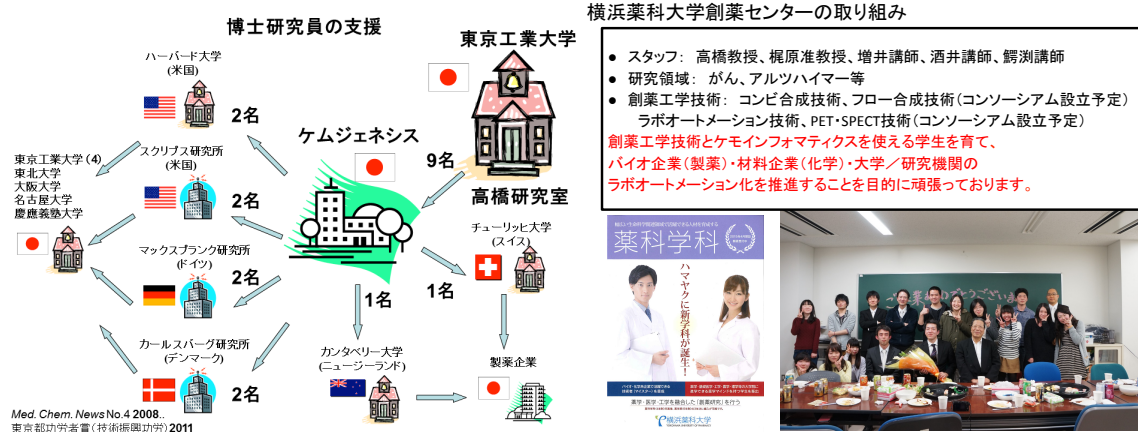 博士研究員の支援
ハーバード大学
(米国)
2名
東京工業大学
ケムジェネシス
9名
高橋研究室
スクリプス研究所
(米国)
2名
東京工業大学(4)
東北大学
大阪大学
名古屋大学
慶應義塾大学
マックスブランク研究所
(ドイツ)
2名
カールスバーグ研究所
(デンマーク)
2名
チューリッヒ大学
(スイス)
1名
1名
カンタベリー大学
(ニュージーランド)
製薬企業
Med. Chem. News No.4 2008..
東京都功労者賞(技術振興功労) 2011
横浜薬科大学創薬センターの取り組み
● スタッフ: 高橋教授、梶原准教授、増井講師、酒井講師、鰐渕講師
● 研究領域: がん、アルツハイマー等
● 創薬工学技術: コンビ合成技術、フロー合成技術(コンソーシアム設立予定)
ラボオートメーション技術、PET・SPECT技術(コンソーシアム設立予定)
創薬工学技術とケモインフォマティクスを使える学生を育て、
バイオ企業(製薬)・材料企業(化学)・大学/研究機関の
ラボオートメーション化を推進することを目的に頑張っております。
薬科学科
ハマヤクに新学科が誕生!
薬学・医学・工学を融合した「創薬研究」を行う
横浜薬科大学